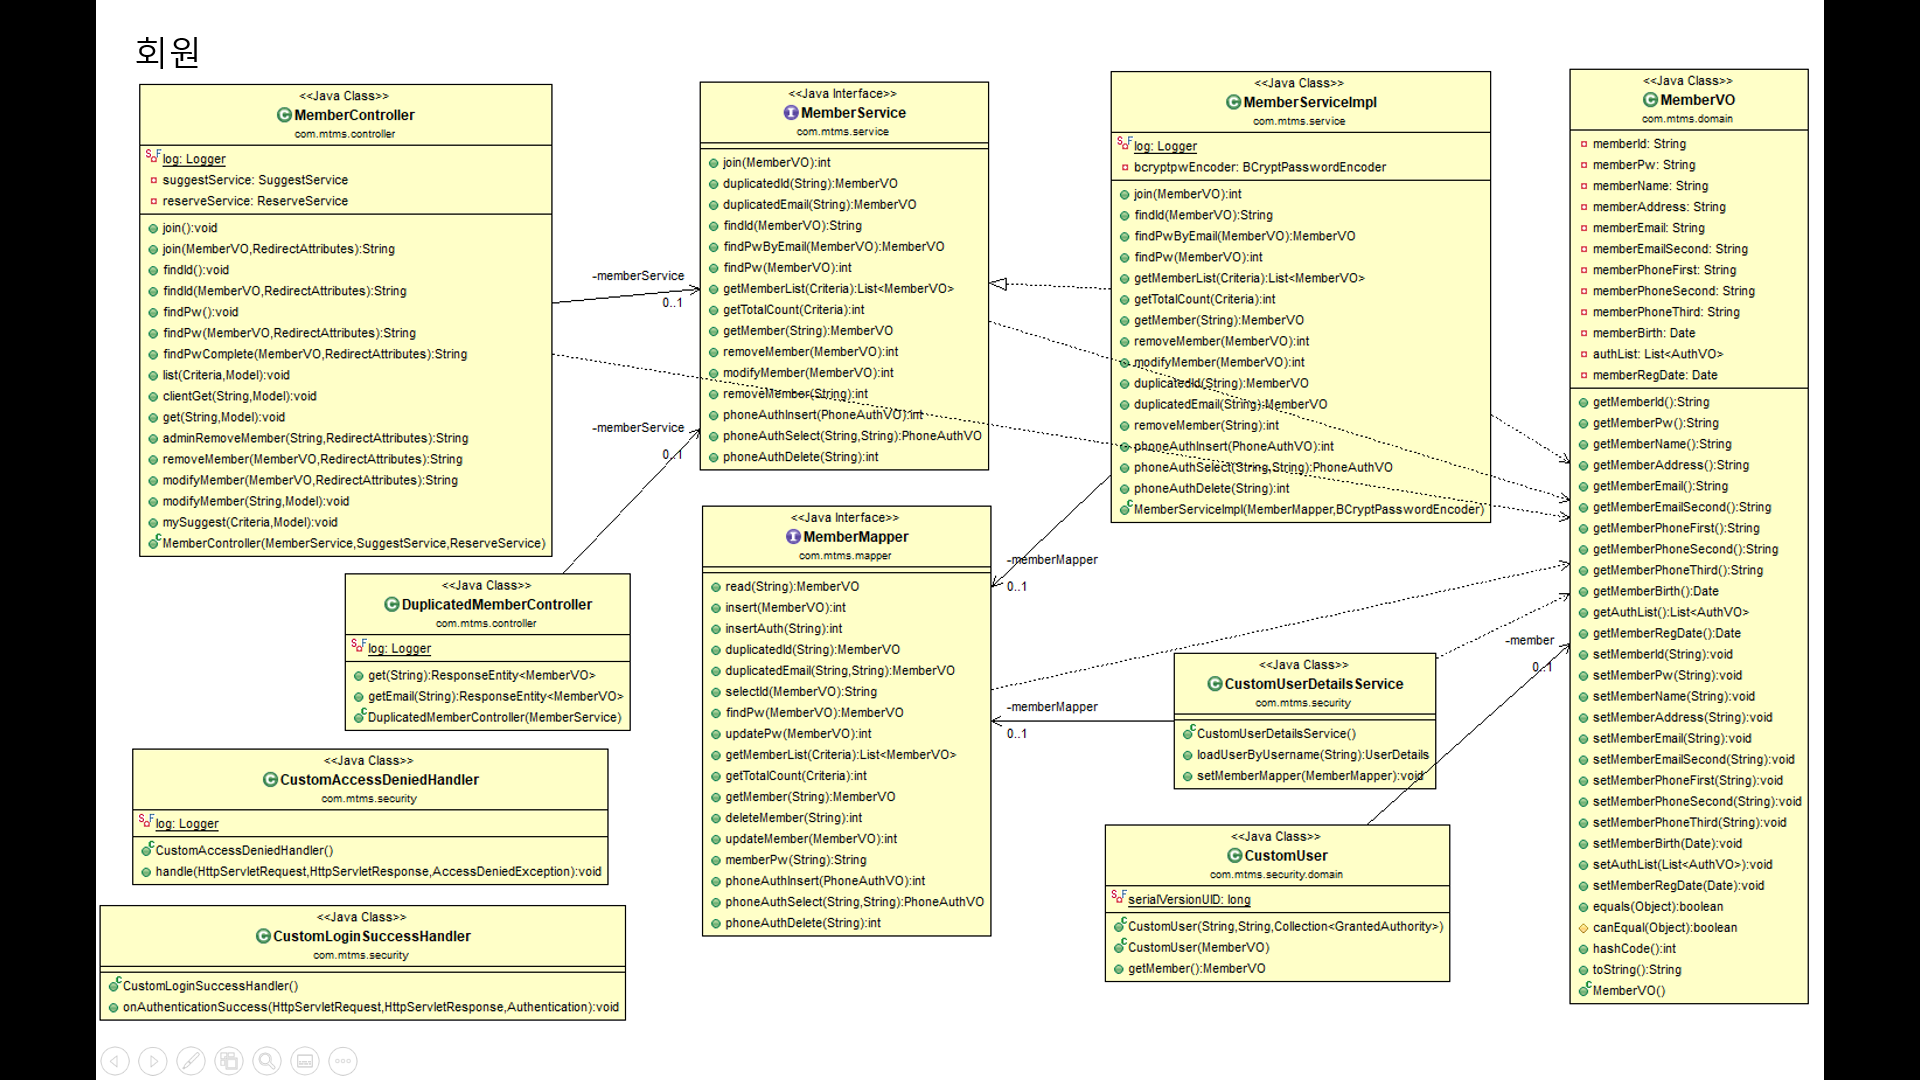 회원
<<Java Class>>
MemberController
com.mtms.controller
log: Logger
suggestService: SuggestService
reserveService: ReserveService
join():void
join(MemberVO,RedirectAttributes):String
findId():void
findId(MemberVO,RedirectAttributes):String
findPw():void
findPw(MemberVO,RedirectAttributes):String
findPwComplete(MemberVO,RedirectAttributes):String
list(Criteria,Model):void
clientGet(String,Model):void
get(String,Model):void
adminRemoveMember(String,RedirectAttributes):String
removeMember(MemberVO,RedirectAttributes):String
modifyMember(MemberVO,RedirectAttributes):String
modifyMember(String,Model):void
mySuggest(Criteria,Model):void
MemberController(MemberService,SuggestService,ReserveService)
-memberService
0..1
-memberService
0..1
<<Java Class>>
DuplicatedMemberController
com.mtms.controller
log: Logger
get(String):ResponseEntity<MemberVO>
getEmail(String):ResponseEntity<MemberVO>
DuplicatedMemberController(MemberService)
<<Java Class>>
CustomAccessDeniedHandler
com.mtms.security
log: Logger
CustomAccessDeniedHandler()
handle(HttpServletRequest,HttpServletResponse,AccessDeniedException):void
<<Java Class>>
CustomLoginSuccessHandler
com.mtms.security
CustomLoginSuccessHandler()
onAuthenticationSuccess(HttpServletRequest,HttpServletResponse,Authentication):void
<<Java Interface>>
MemberService
com.mtms.service
join(MemberVO):int
duplicatedId(String):MemberVO
duplicatedEmail(String):MemberVO
findId(MemberVO):String
findPwByEmail(MemberVO):MemberVO
findPw(MemberVO):int
getMemberList(Criteria):List<MemberVO>
getTotalCount(Criteria):int
getMember(String):MemberVO
removeMember(MemberVO):int
modifyMember(MemberVO):int
removeMember(String):int
phoneAuthInsert(PhoneAuthVO):int
phoneAuthSelect(String,String):PhoneAuthVO
phoneAuthDelete(String):int
<<Java Interface>>
MemberMapper
com.mtms.mapper
read(String):MemberVO
insert(MemberVO):int
insertAuth(String):int
duplicatedId(String):MemberVO
duplicatedEmail(String,String):MemberVO
selectId(MemberVO):String
findPw(MemberVO):MemberVO
updatePw(MemberVO):int
getMemberList(Criteria):List<MemberVO>
getTotalCount(Criteria):int
getMember(String):MemberVO
deleteMember(String):int
updateMember(MemberVO):int
memberPw(String):String
phoneAuthInsert(PhoneAuthVO):int
phoneAuthSelect(String,String):PhoneAuthVO
phoneAuthDelete(String):int
<<Java Class>>
MemberServiceImpl
com.mtms.service
log: Logger
bcryptpwEncoder: BCryptPasswordEncoder
join(MemberVO):int
findId(MemberVO):String
findPwByEmail(MemberVO):MemberVO
findPw(MemberVO):int
getMemberList(Criteria):List<MemberVO>
getTotalCount(Criteria):int
getMember(String):MemberVO
removeMember(MemberVO):int
modifyMember(MemberVO):int
duplicatedId(String):MemberVO
duplicatedEmail(String):MemberVO
removeMember(String):int
phoneAuthInsert(PhoneAuthVO):int
phoneAuthSelect(String,String):PhoneAuthVO
phoneAuthDelete(String):int
MemberServiceImpl(MemberMapper,BCryptPasswordEncoder)
-memberMapper
0..1
-memberMapper
0..1
<<Java Class>>
CustomUserDetailsService
com.mtms.security
CustomUserDetailsService()
loadUserByUsername(String):UserDetails
setMemberMapper(MemberMapper):void
-member
0..1
<<Java Class>>
CustomUser
com.mtms.security.domain
serialVersionUID: long
CustomUser(String,String,Collection<GrantedAuthority>)
CustomUser(MemberVO)
getMember():MemberVO
<<Java Class>>
MemberVO
com.mtms.domain
memberId: String
memberPw: String
memberName: String
memberAddress: String
memberEmail: String
memberEmailSecond: String
memberPhoneFirst: String
memberPhoneSecond: String
memberPhoneThird: String
memberBirth: Date
authList: List<AuthVO>
memberRegDate: Date
getMemberId():String
getMemberPw():String
getMemberName():String
getMemberAddress():String
getMemberEmail():String
getMemberEmailSecond():String
getMemberPhoneFirst():String
getMemberPhoneSecond():String
getMemberPhoneThird():String
getMemberBirth():Date
getAuthList():List<AuthVO>
getMemberRegDate():Date
setMemberId(String):void
setMemberPw(String):void
setMemberName(String):void
setMemberAddress(String):void
setMemberEmail(String):void
setMemberEmailSecond(String):void
setMemberPhoneFirst(String):void
setMemberPhoneSecond(String):void
setMemberPhoneThird(String):void
setMemberBirth(Date):void
setAuthList(List<AuthVO>):void
setMemberRegDate(Date):void
equals(Object):boolean
canEqual(Object):boolean
hashCode():int
toString():String
MemberVO()